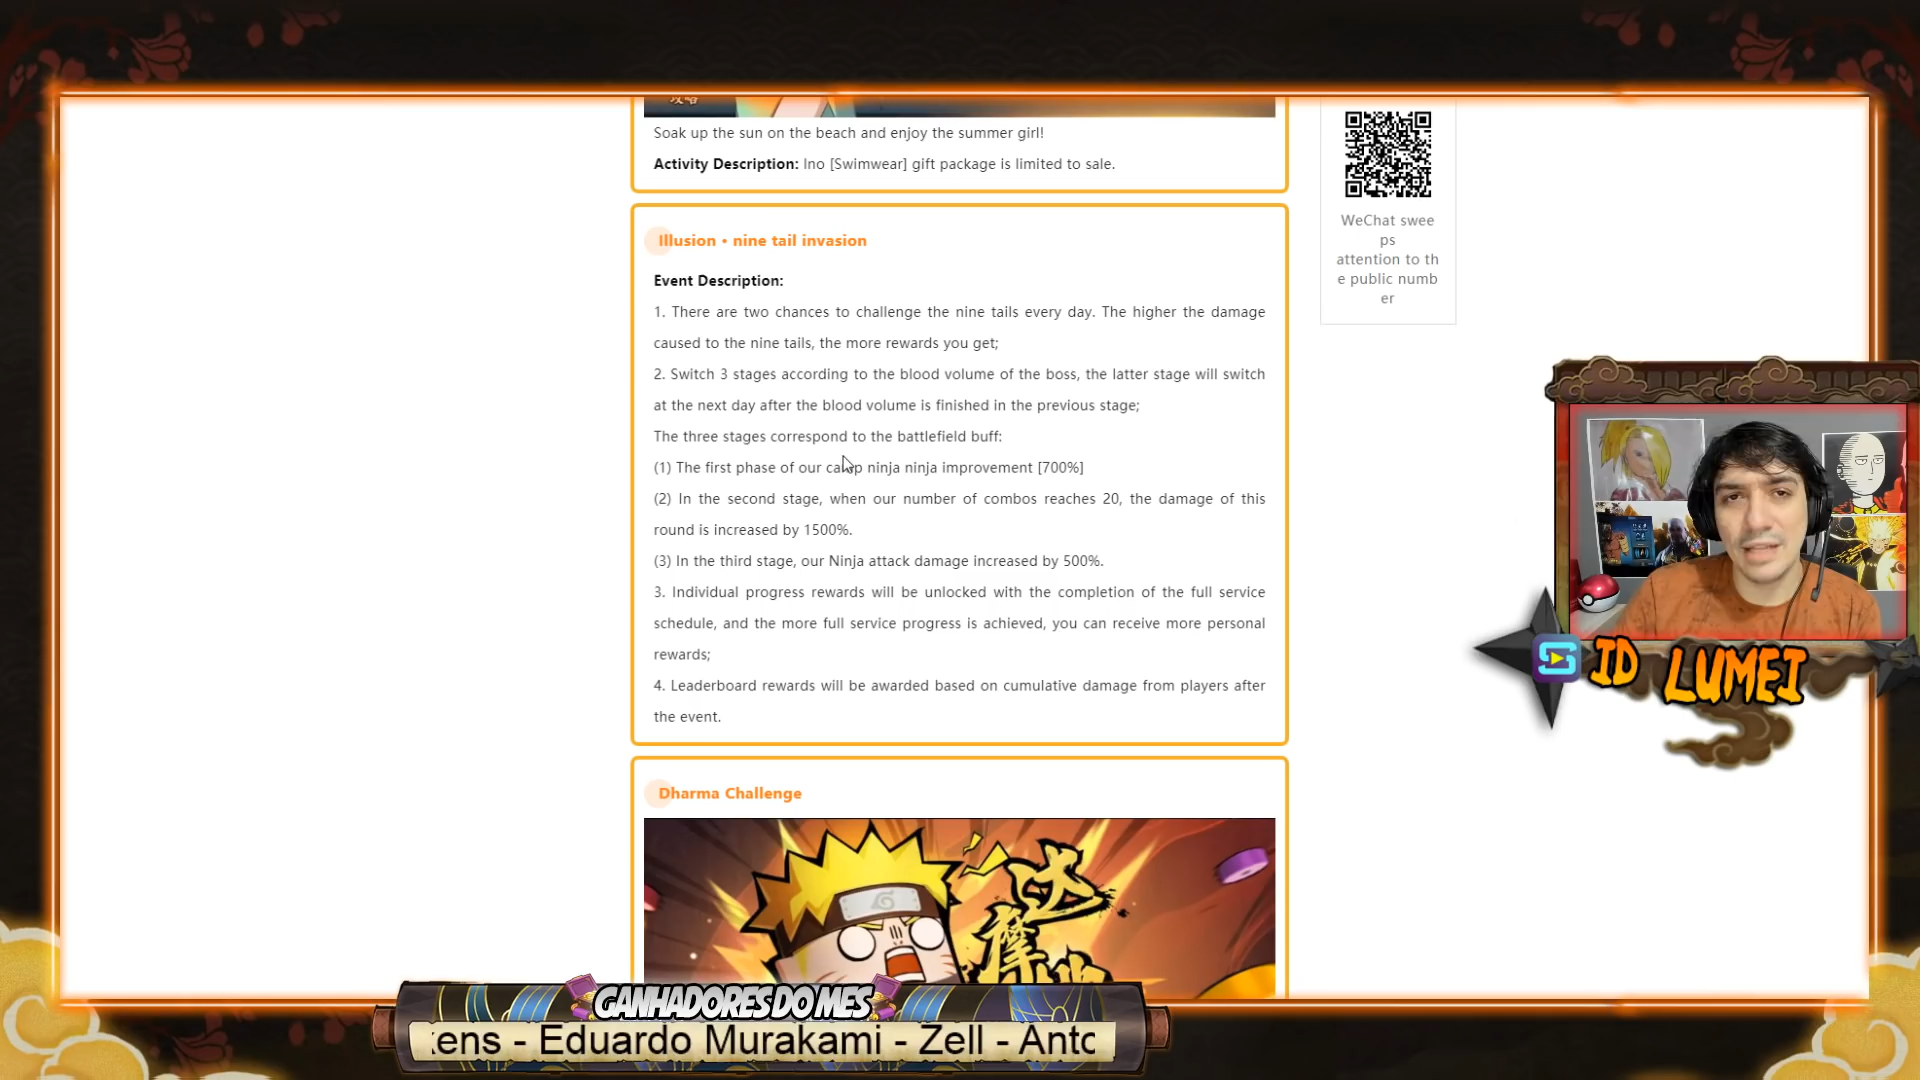 攻略
Soak up the sun on the beach and enjoy the summer girl!
Activity Description: Ino [Swimwear] gift package is limited to sale.
Illusion • nine tail invasion
Event Description:
1. There are two chances to challenge the nine tails every day. The higher the damage
caused to the nine tails, the more rewards you get;
2. Switch 3 stages according to the blood volume of the boss, the latter stage will switch
at the next day after the blood volume is finished in the previous stage;
The three stages correspond to the battlefield buff:
(1) The first phase of our camp ninja ninja improvement [700%]
(2) In the second stage, when our number of combos reaches 20, the damage of this
round is increased by 1500%.
(3) In the third stage, our Ninja attack damage increased by 500%.
3. Individual progress rewards will be unlocked with the completion of the full service
schedule, and the more full service progress is achieved, you can receive more personal
rewards;
4. Leaderboard rewards will be awarded based on cumulative damage from players after
the event.
Dharma Challenge
达摩
WeChat swee
ps
attention to th
e public numb
er
ID LUMEI
GANHADORES DO MES
kens - Eduardo Murakami - Zell - Anto